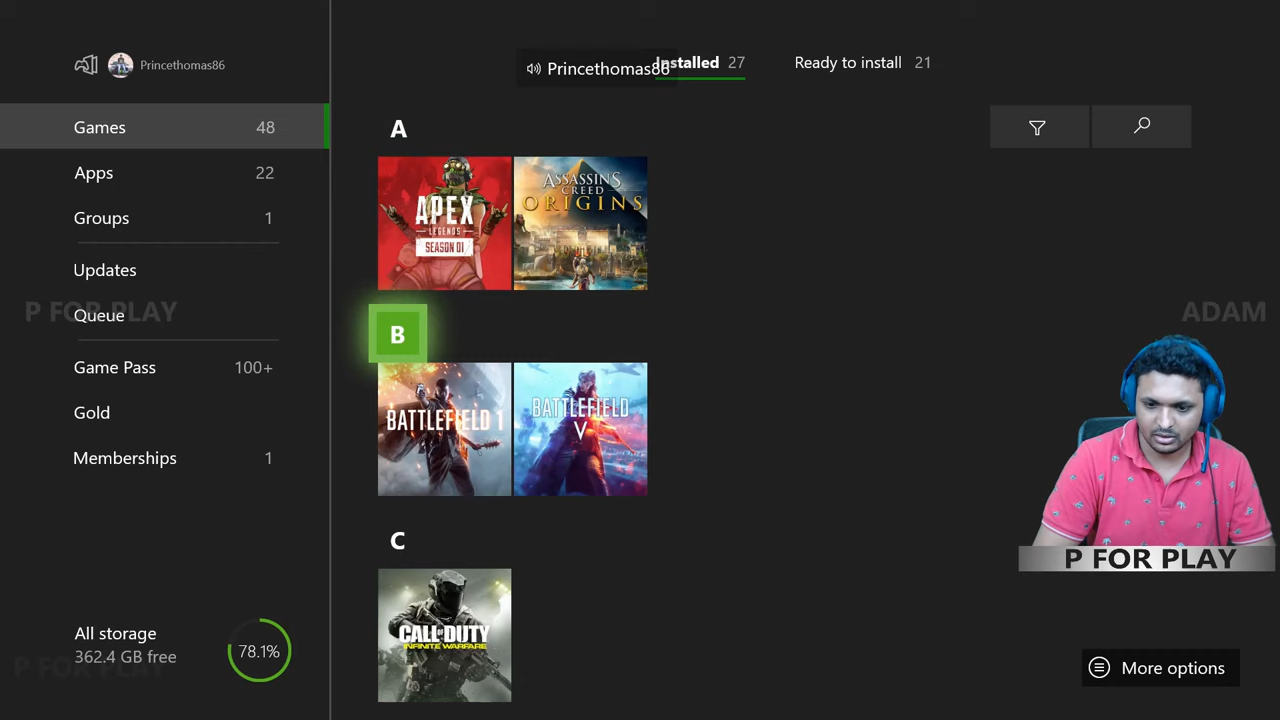 Princethomas86
Games 48
Apps 22
Groups 1
Updates
Queue
Game Pass 100+
Gold
Memberships 1
All storage
362.4 GB free
78.1%
P FOR PLAY
P FOR PLAY
Princethomas86
Installed 27
Ready to install 21
A
APEX
LEGENDS
SEASON 01
ASSASSIN'S
CREED
ORIGINS
B
BATTLEFIELD 1
BATTLEFIELD
V
C
CALL OF DUTY
INFINITE WARFARE
ADAM
P FOR PLAY
More options